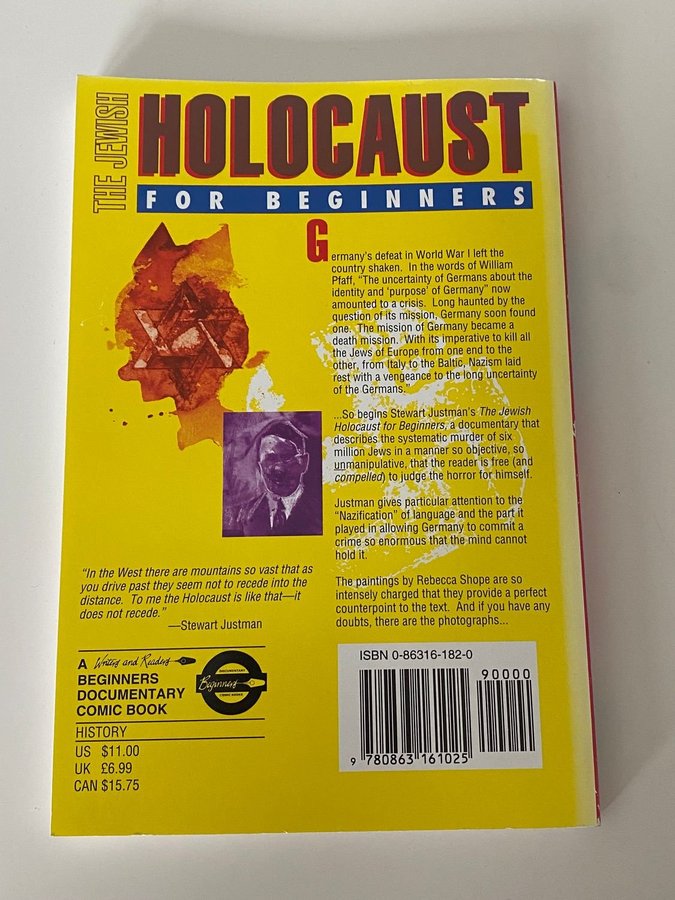 THE JEWISH
HOLOCAUST
FOR BEGINNERS
Germany's defeat in World War I left the
country shaken. In the words of William
Pfaff, "The uncertainty of Germans about the
identity and 'purpose' of Germany" now
amounted to a crisis. Long haunted by the
question of its mission, Germany soon found
one. The mission of Germany became a
death mission. With its imperative to kill all
the Jews of Europe from one end to the
other, from Italy to the Baltic, Nazism laid
rest with a vengeance to the long uncertainty
of the Germans."
...So begins Stewart Justman's The Jewish
Holocaust for Beginners, a documentary that
describes the systematic murder of six
million Jews in a manner so objective, so
unmanipulative, that the reader is free (and
compelled) to judge the horror for himself.
Justman gives particular attention to the
"Nazification" of language and the part it
played in allowing Germany to commit a
crime so enormous that the mind cannot
hold it.
The paintings by Rebecca Shope are so
intensely charged that they provide a perfect
counterpoint to the text. And if you have any
doubts, there are the photographs...
"In the West there are mountains so vast that as
you drive past they seem not to recede into the
distance. To me the Holocaust is like that—it
does not recede."
—Stewart Justman
A Writers and Readers
BEGINNERS
DOCUMENTARY
COMIC BOOK
DOCUMENTARY
Beginners
COMIC BOOKS
HISTORY
US $11.00
UK £6.99
CAN $15.75
ISBN 0-86316-182-0
90000
9 780863 161025